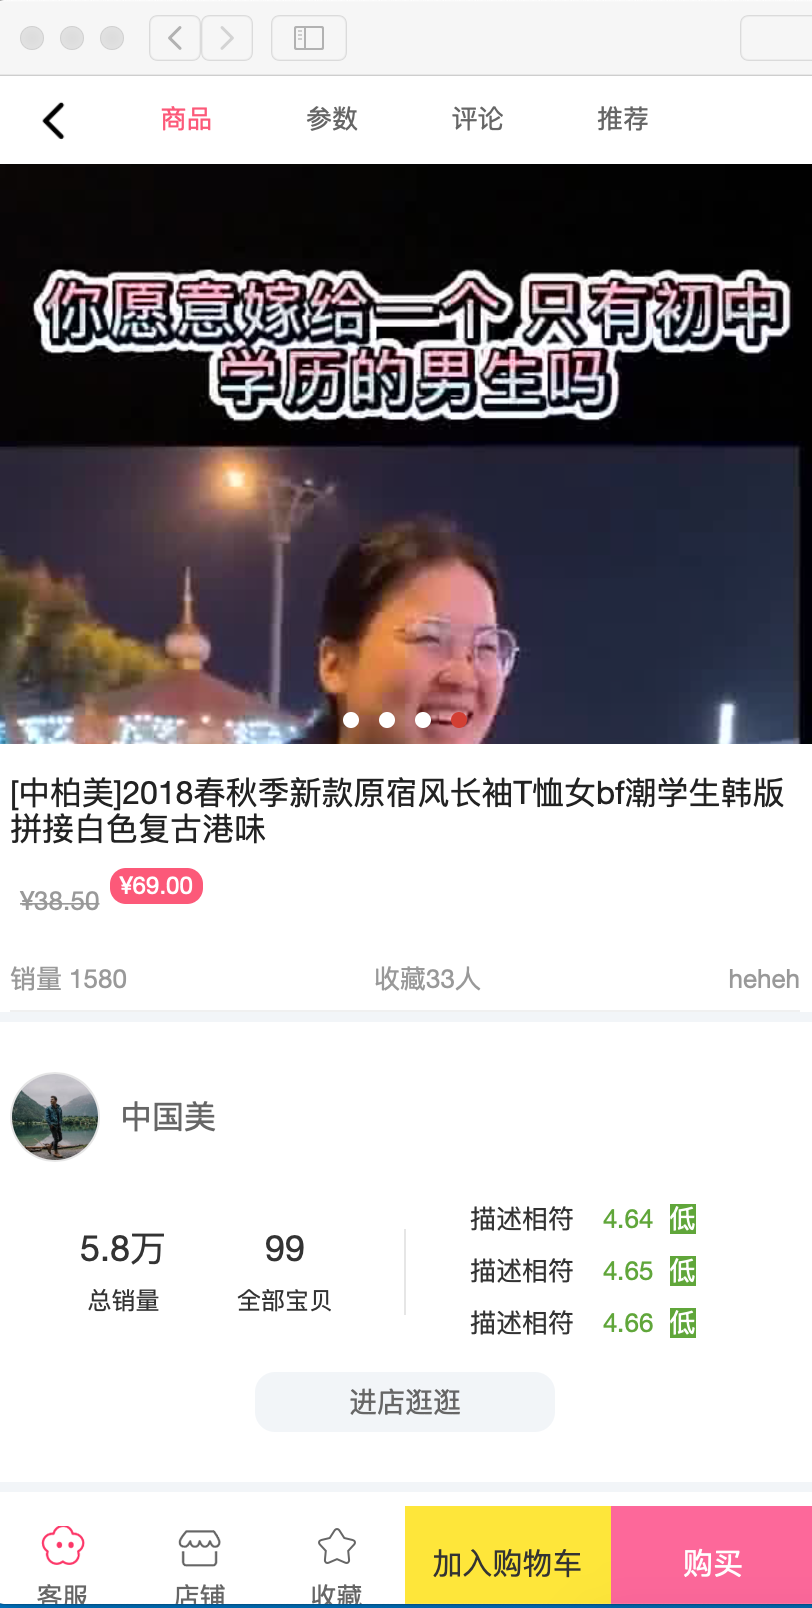 商品 参数 评论 推荐
你愿意嫁给一个 只有初中
学历的男生吗
[中柏美]2018春秋季新款原宿风长袖T恤女bf潮学生韩版
拼接白色复古港味
¥38.50 ¥69.00
销量 1580 收藏33人 heheh
中国美
5.8万 99
总销量 全部宝贝
描述相符 4.64 低
描述相符 4.65 低
描述相符 4.66 低
进店逛逛
客服 店铺 收藏 加入购物车 购买